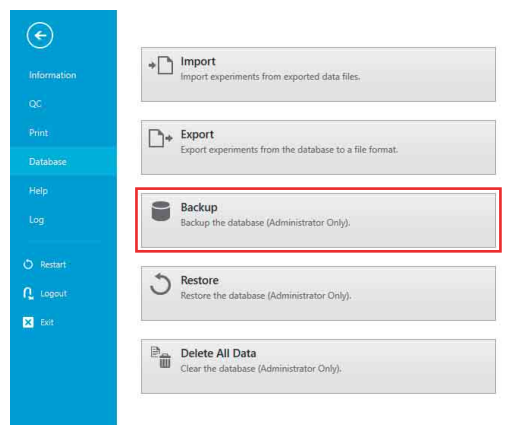 Information
QC
Print
Database
Help
Log
Restart
Logout
Exit
Import
Import experiments from exported data files.
Export
Export experiments from the database to a file format.
Backup
Backup the database (Administrator Only).
Restore
Restore the database (Administrator Only).
Delete All Data
Clear the database (Administrator Only).